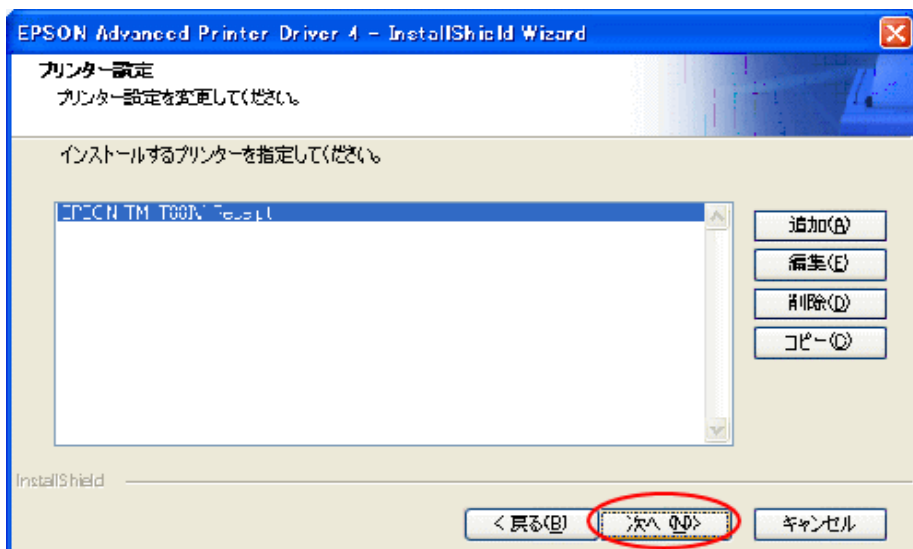 EPSON Advanced Printer Driver 4 - InstallShield Wizard
プリンター設定
プリンター設定を変更してください。
インストールするプリンターを指定してください。
EPSON TM Receipt
追加(A)
編集(E)
削除(D)
コピー(C)
InstallShield
< 戻る(B)
次へ (N)>
キャンセル